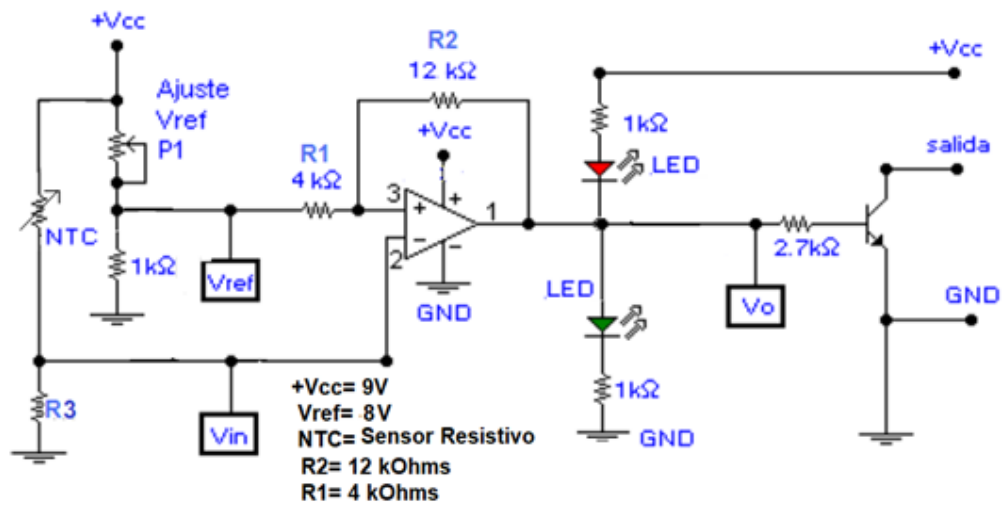 +Vcc
Ajuste
Vref
P1
NTC
1kΩ
R3
Vref
Vin
R1
4 kΩ
R2
12 kΩ
+Vcc
3
+
+
1
−
−
2
GND
+Vcc= 9V
Vref= 8V
NTC= Sensor Resistivo
R2= 12 kOhms
R1= 4 kOhms
1kΩ
LED
LED
1kΩ
GND
Vo
2.7kΩ
+Vcc
salida
GND